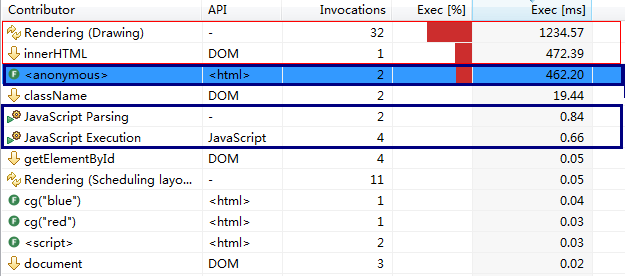 Contributor API Invocations Exec [%] Exec [ms]
Rendering (Drawing) - 32 1234.57
innerHTML DOM 1 472.39
<anonymous> <html> 2 462.20
className DOM 2 19.44
JavaScript Parsing - 2 0.84
JavaScript Execution JavaScript 4 0.66
getElementById DOM 4 0.05
Rendering (Scheduling layo... - 11 0.05
cg("blue") <html> 1 0.04
cg("red") <html> 1 0.03
<script> <html> 2 0.03
document DOM 3 0.02